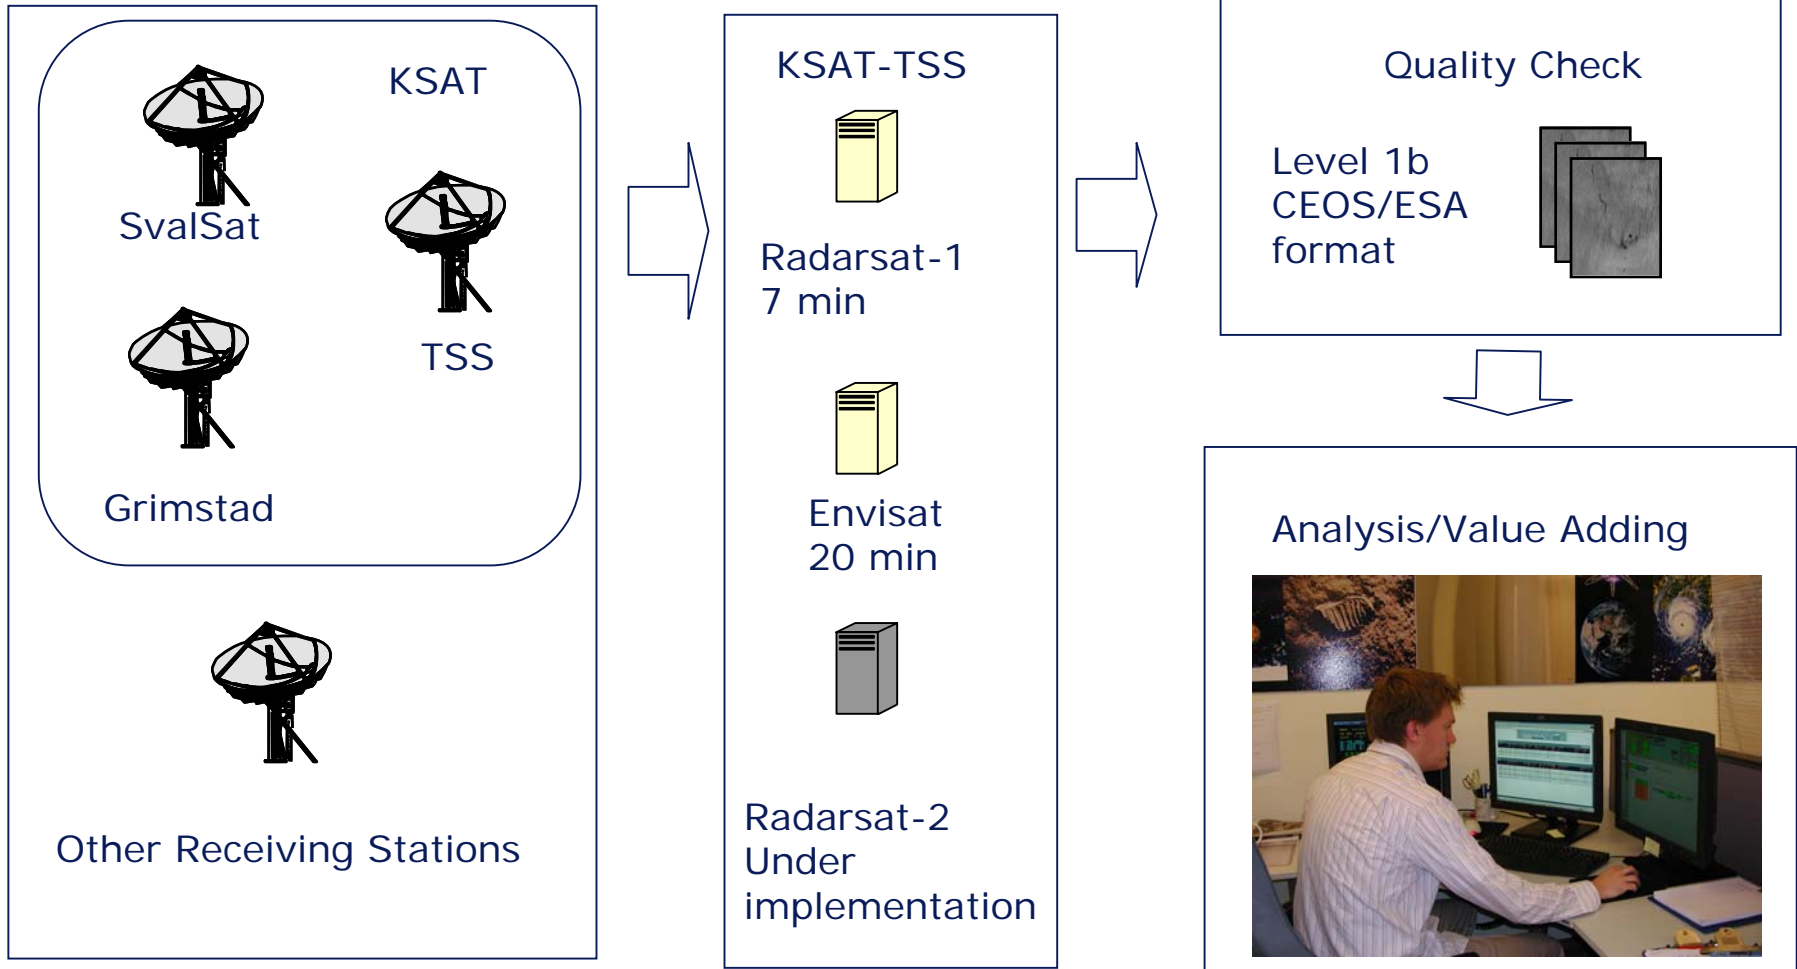 KSAT
SvalSat
TSS
Grimstad
Other Receiving Stations
KSAT-TSS
Radarsat-1
7 min
Envisat
20 min
Radarsat-2
Under
implementation
Quality Check
Level 1b
CEOS/ESA
format
Analysis/Value Adding